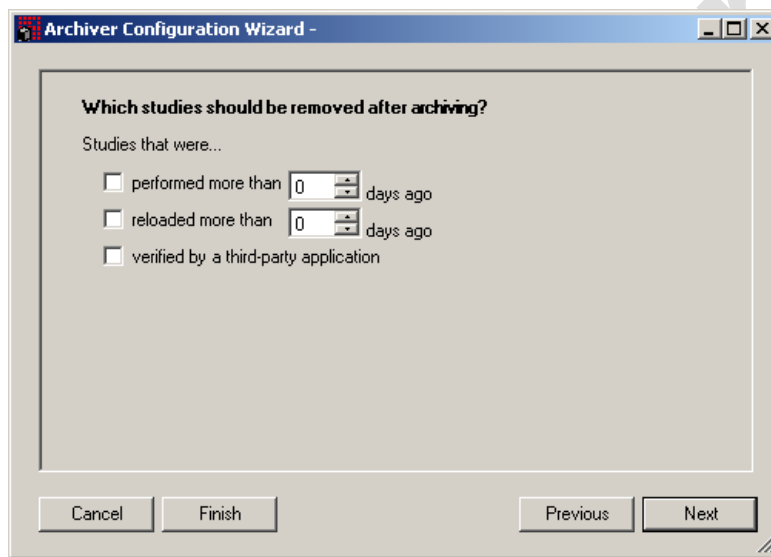 Archiver Configuration Wizard -
Which studies should be removed after archiving?
Studies that were...
performed more than 0 days ago
reloaded more than 0 days ago
verified by a third-party application
Cancel Finish Previous Next